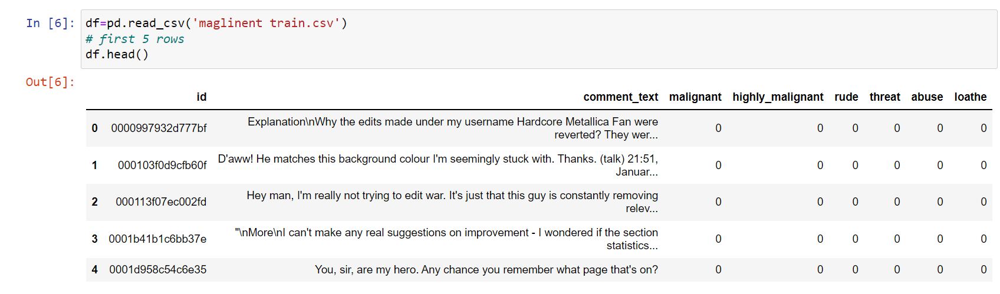 In [6]: df=pd.read_csv('maglinent train.csv')
# first 5 rows
df.head()
Out[6]:
id comment_text malignant highly_malignant rude threat abuse loathe
0 0000997932d777bf Explanation\nWhy the edits made under my username Hardcore Metallica Fan were 0 0 0 0 0 0
reverted? They wer...
1 000103f0d9cfb60f D'aww! He matches this background colour I'm seemingly stuck with. Thanks. (talk) 21:51, 0 0 0 0 0 0
Januar...
2 000113f07ec002fd Hey man, I'm really not trying to edit war. It's just that this guy is constantly removing 0 0 0 0 0 0
relev...
3 0001b41b1c6bb37e "\nMore\nI can't make any real suggestions on improvement - I wondered if the section 0 0 0 0 0 0
statistics...
4 0001d958c54c6e35 You, sir, are my hero. Any chance you remember what page that's on? 0 0 0 0 0 0